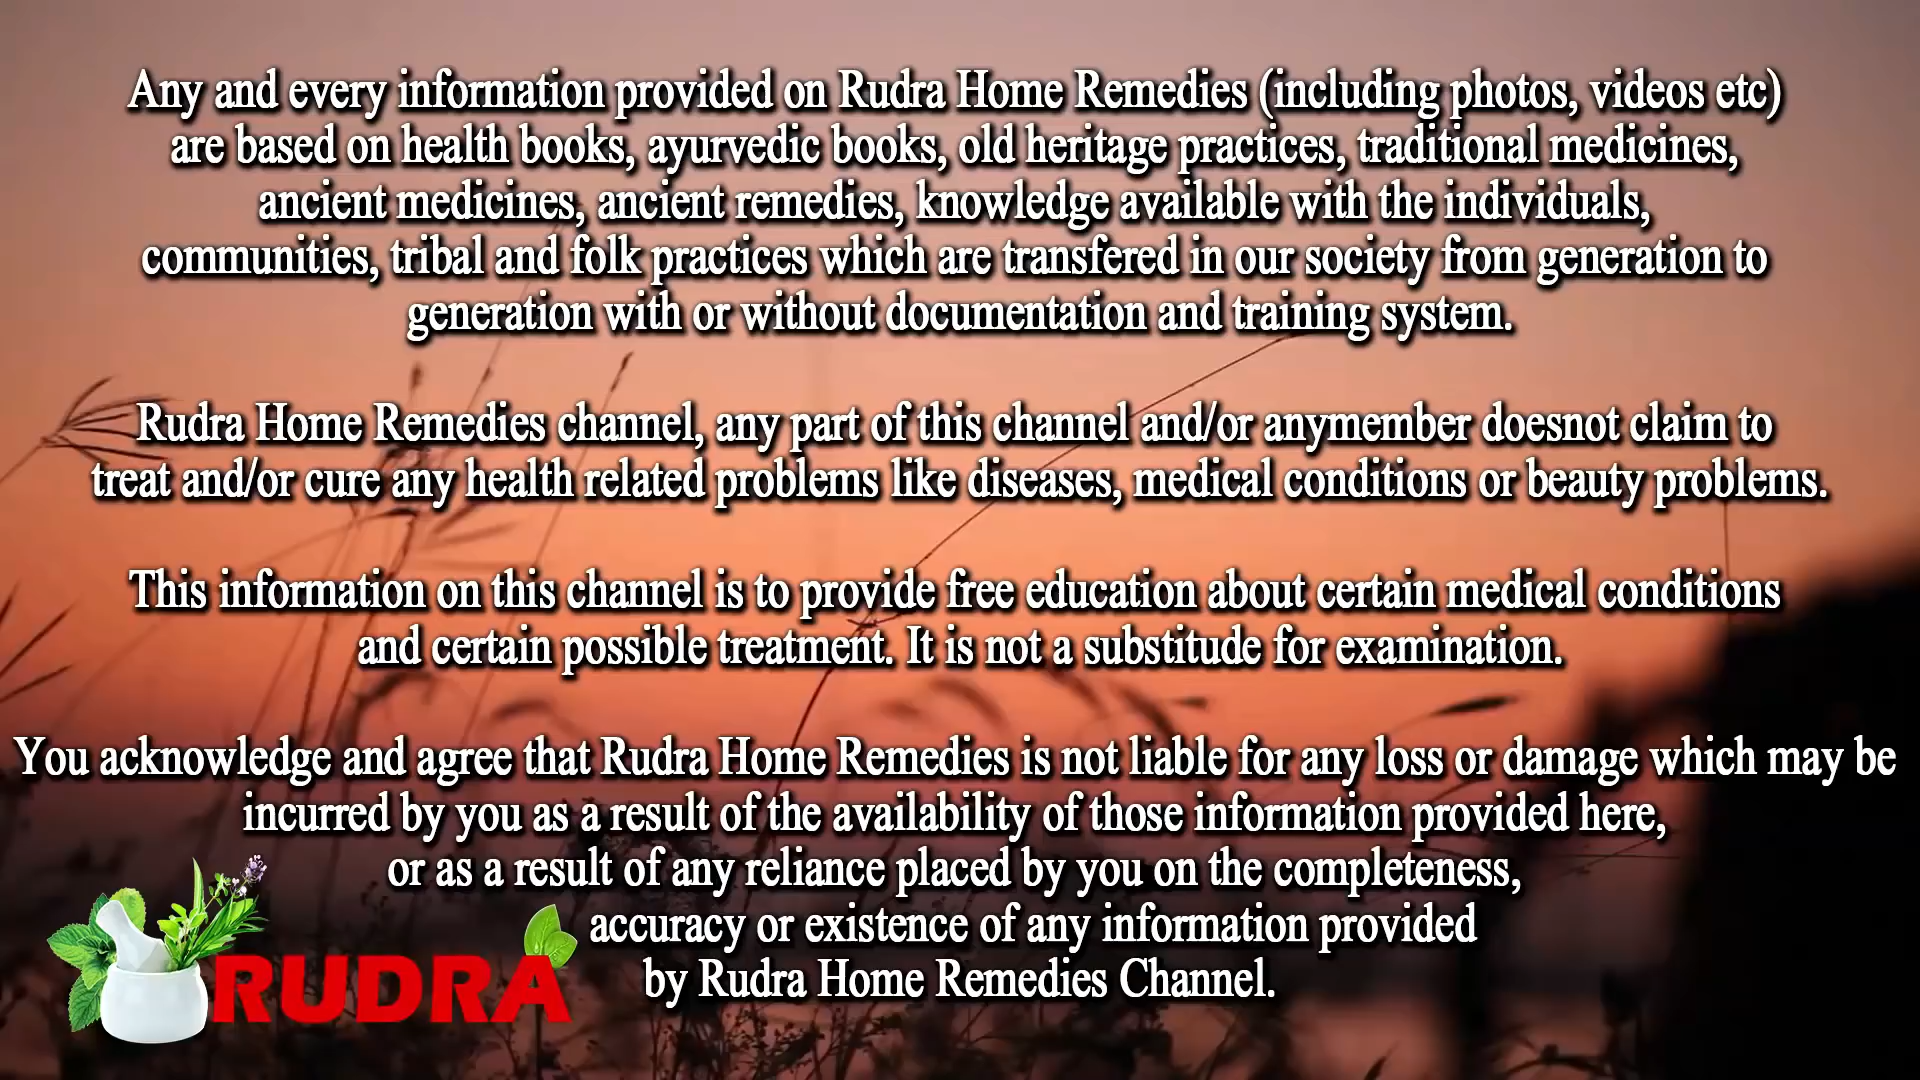 Any and every information provided on Rudra Home Remedies (including photos, videos etc)
are based on health books, ayurvedic books, old heritage practices, traditional medicines,
ancient medicines, ancient remedies, knowledge available with the individuals,
communities, tribal and folk practices which are transfered in our society from generation to
generation with or without documentation and training system.
Rudra Home Remedies channel, any part of this channel and/or anymember doesnot claim to
treat and/or cure any health related problems like diseases, medical conditions or beauty problems.
This information on this channel is to provide free education about certain medical conditions
and certain possible treatment. It is not a substitude for examination.
You acknowledge and agree that Rudra Home Remedies is not liable for any loss or damage which may be
incurred by you as a result of the availability of those information provided here,
or as a result of any reliance placed by you on the completeness,
accuracy or existence of any information provided
by Rudra Home Remedies Channel.
RUDRA